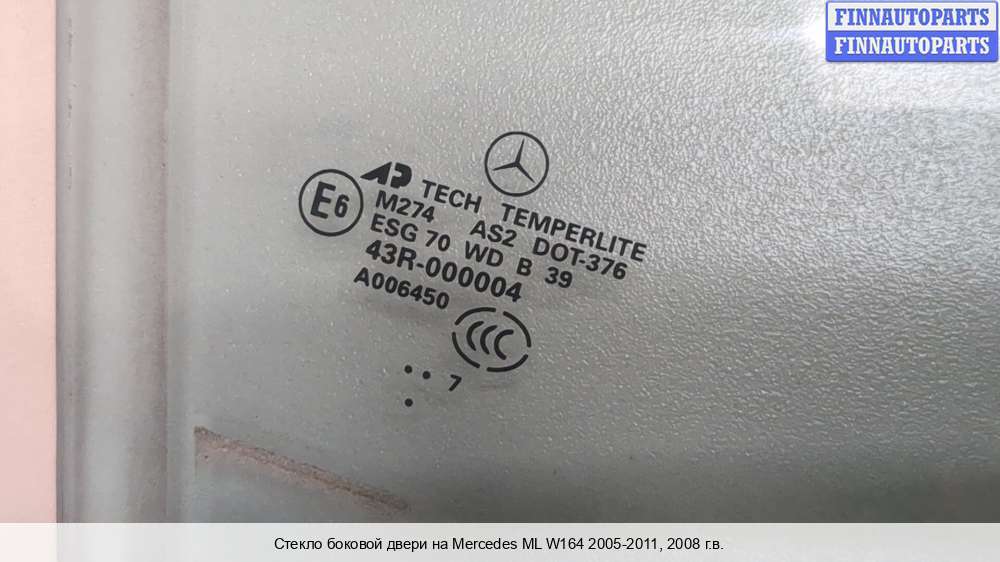 FINNAUTOPARTS
FINNAUTOPARTS
E6
AP TECH TEMPERLITE
M274 AS2 DOT-376
ESG 70 WD B 39
43R-000004
A006450
CCC
7
Стекло боковой двери на Mercedes ML W164 2005-2011, 2008 г.в.